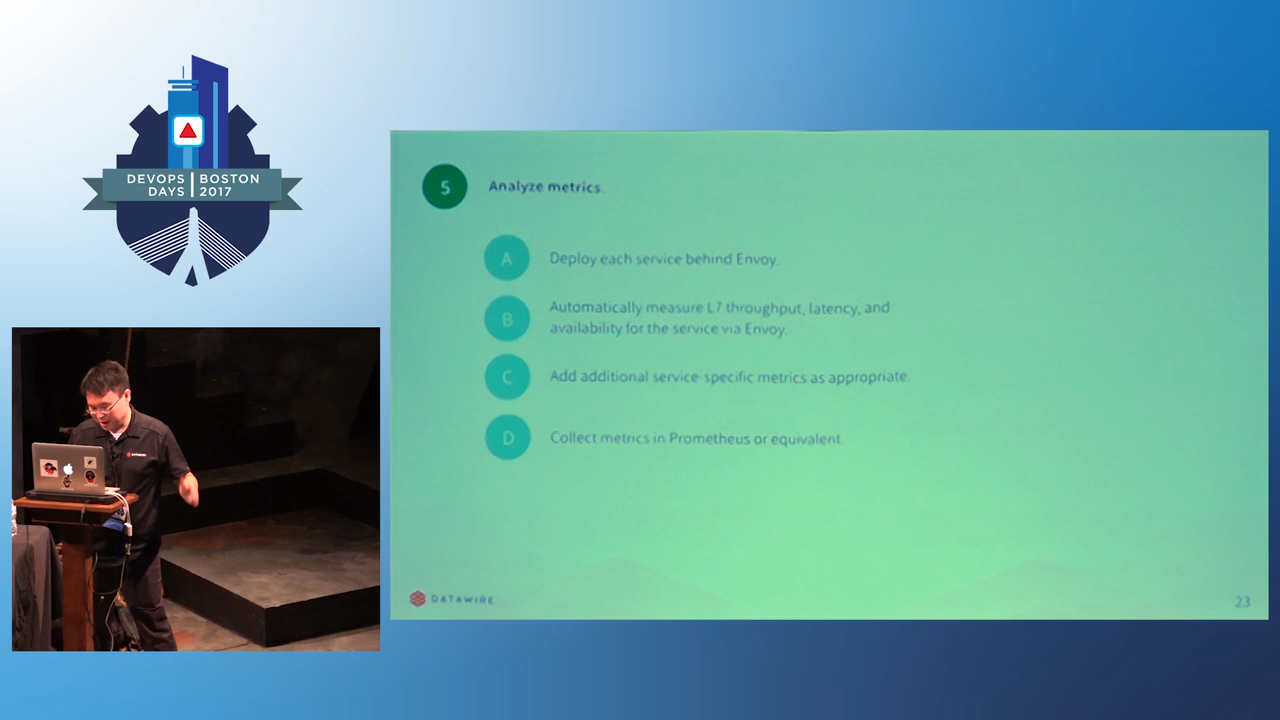 DEVOPS | BOSTON
DAYS | 2017
5 Analyze metrics.
A Deploy each service behind Envoy.
B Automatically measure L7 throughput, latency, and
availability for the service via Envoy.
C Add additional service-specific metrics as appropriate.
D Collect metrics in Prometheus or equivalent.
DATAWIRE
23
DATAWIRE